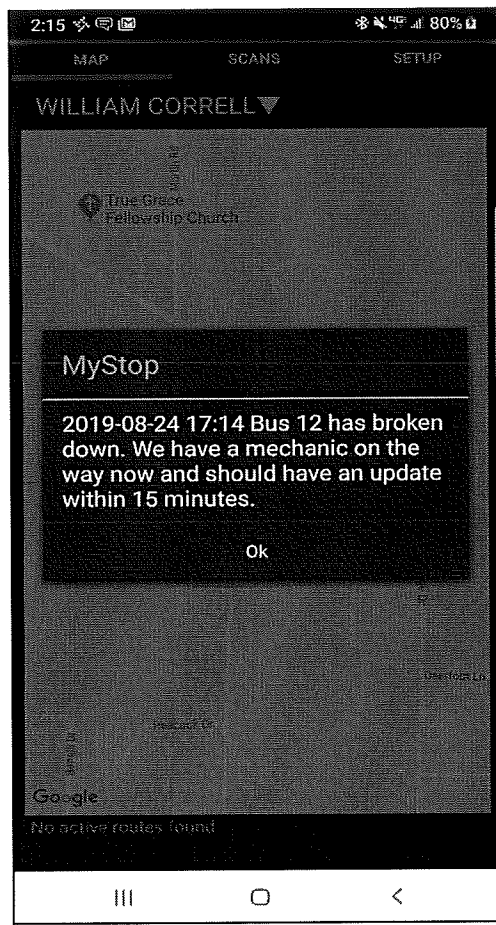 2:15 4G 80%
MAP SCANS SETUP
WILLIAM CORRELL▼
True Grace
Fellowship Church
MyStop
2019-08-24 17:14 Bus 12 has broken
down. We have a mechanic on the
way now and should have an update
within 15 minutes.
Ok
Google
No active routes found